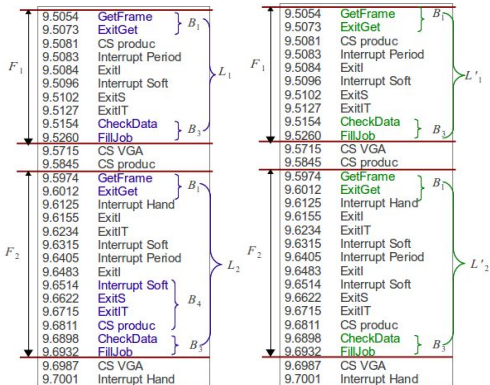 9.5054 GetFrame B1 9.5054 GetFrame B1
9.5073 ExitGet 9.5073 ExitGet
9.5081 CS produc 9.5081 CS produc
F1 9.5083 Interrupt Period L1 F1 9.5083 Interrupt Period L'1
9.5084 ExitI 9.5084 ExitI
9.5096 Interrupt Soft 9.5096 Interrupt Soft
9.5102 ExitS 9.5102 ExitS
9.5127 ExitIT 9.5127 ExitIT
9.5154 CheckData B3 9.5154 CheckData B3
9.5260 FillJob 9.5260 FillJob
9.5715 CS VGA 9.5715 CS VGA
9.5845 CS produc 9.5845 CS produc
9.5974 GetFrame B1 9.5974 GetFrame B1
9.6012 ExitGet 9.6012 ExitGet
9.6125 Interrupt Hand 9.6125 Interrupt Hand
9.6155 ExitI 9.6155 ExitI
9.6234 ExitIT 9.6234 ExitIT
9.6315 Interrupt Soft 9.6315 Interrupt Soft
F2 9.6405 Interrupt Period L2 F2 9.6405 Interrupt Period L'2
9.6483 ExitI 9.6483 ExitI
9.6514 Interrupt Soft B4 9.6514 Interrupt Soft
9.6622 ExitS 9.6622 ExitS
9.6715 ExitIT 9.6715 ExitIT
9.6811 CS produc 9.6811 CS produc
9.6898 CheckData B3 9.6898 CheckData B3
9.6932 FillJob 9.6932 FillJob
9.6987 CS VGA 9.6987 CS VGA
9.7001 Interrupt Hand 9.7001 Interrupt Hand